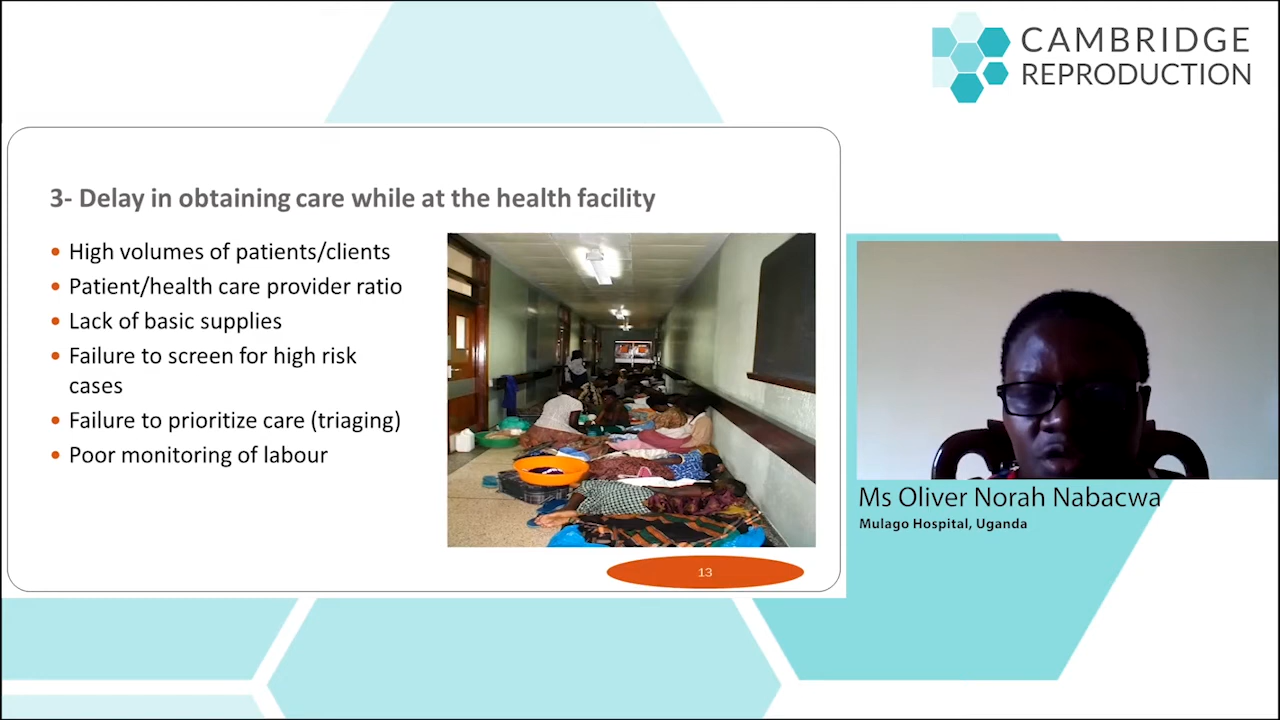 CAMBRIDGE
REPRODUCTION
3- Delay in obtaining care while at the health facility
• High volumes of patients/clients
• Patient/health care provider ratio
• Lack of basic supplies
• Failure to screen for high risk
cases
• Failure to prioritize care (triaging)
• Poor monitoring of labour
13
Ms Oliver Norah Nabacwa
Mulago Hospital, Uganda